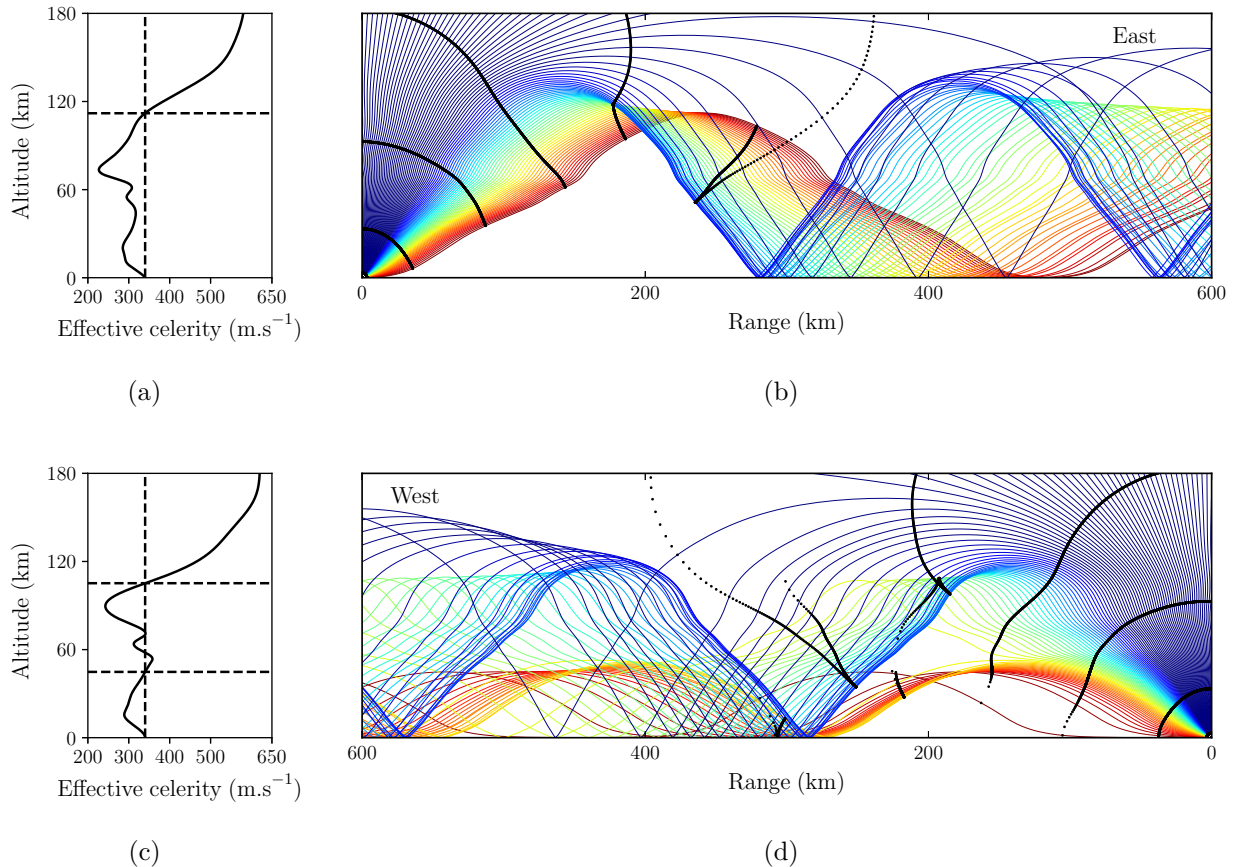 180
120
60
0
Altitude (km)
200 300 400 500 650
Effective celerity (m.s⁻¹)
(a)
East
0 200 400 600
Range (km)
(b)
180
120
60
0
Altitude (km)
200 300 400 500 650
Effective celerity (m.s⁻¹)
(c)
West
600 400 200 0
Range (km)
(d)